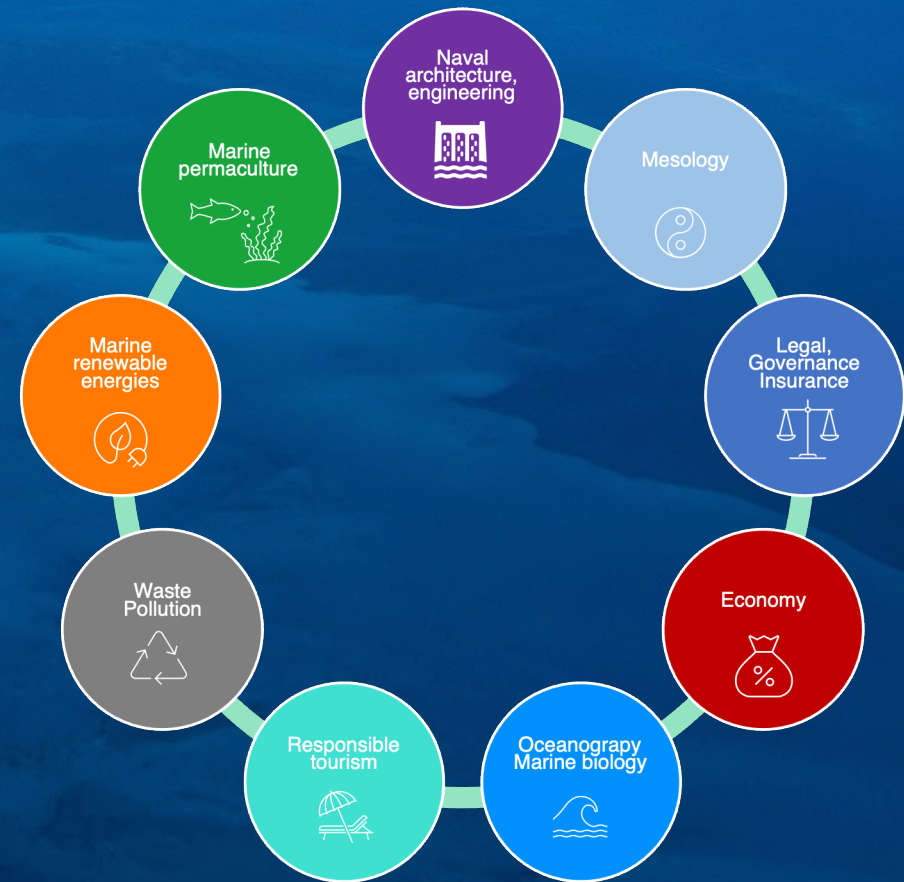 Naval
architecture,
engineering
Mesology
Legal,
Governance
Insurance
Economy
Oceanograpy
Marine biology
Responsible
tourism
Waste
Pollution
Marine
renewable
energies
Marine
permaculture
%